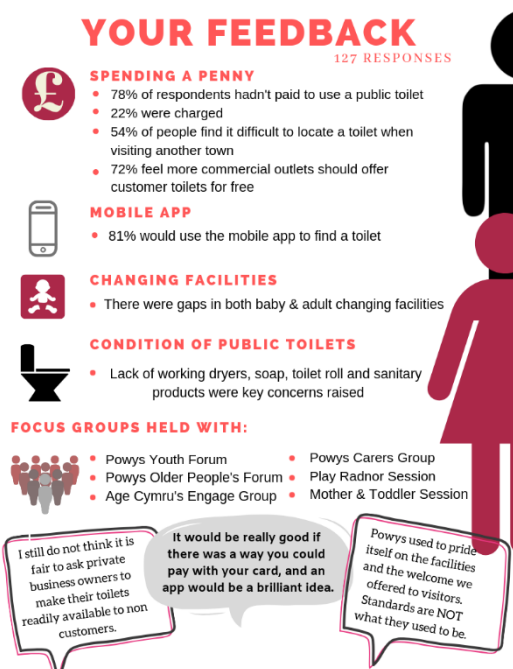 YOUR FEEDBACK
127 RESPONSES
£
SPENDING A PENNY
• 78% of respondents hadn't paid to use a public toilet
• 22% were charged
• 54% of people find it difficult to locate a toilet when
visiting another town
• 72% feel more commercial outlets should offer
customer toilets for free
MOBILE APP
• 81% would use the mobile app to find a toilet
CHANGING FACILITIES
• There were gaps in both baby & adult changing facilities
CONDITION OF PUBLIC TOILETS
• Lack of working dryers, soap, toilet roll and sanitary
products were key concerns raised
FOCUS GROUPS HELD WITH:
• Powys Youth Forum
• Powys Older People's Forum
• Age Cymru's Engage Group
• Powys Carers Group
• Play Radnor Session
• Mother & Toddler Session
I still do not think it is
fair to ask private
business owners to
make their toilets
readily available to non
customers.
It would be really good if
there was a way you could
pay with your card, and an
app would be a brilliant idea.
Powys used to pride
itself on the facilities
and the welcome we
offered to visitors.
Standards are NOT
what they used to be.